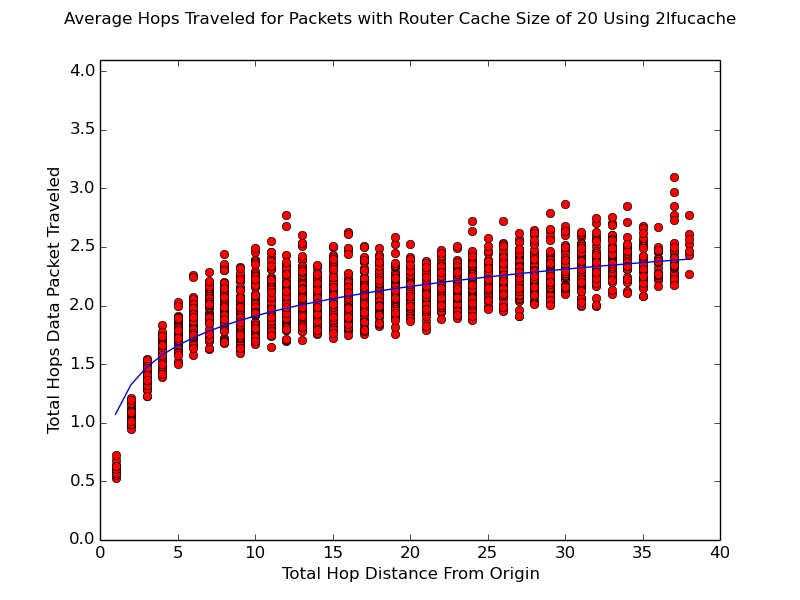 Average Hops Traveled for Packets with Router Cache Size of 20 Using 2lfucache
4.0
3.5
3.0
2.5
2.0
1.5
1.0
0.5
0.0
Total Hops Data Packet Traveled
0 5 10 15 20 25 30 35 40
Total Hop Distance From Origin